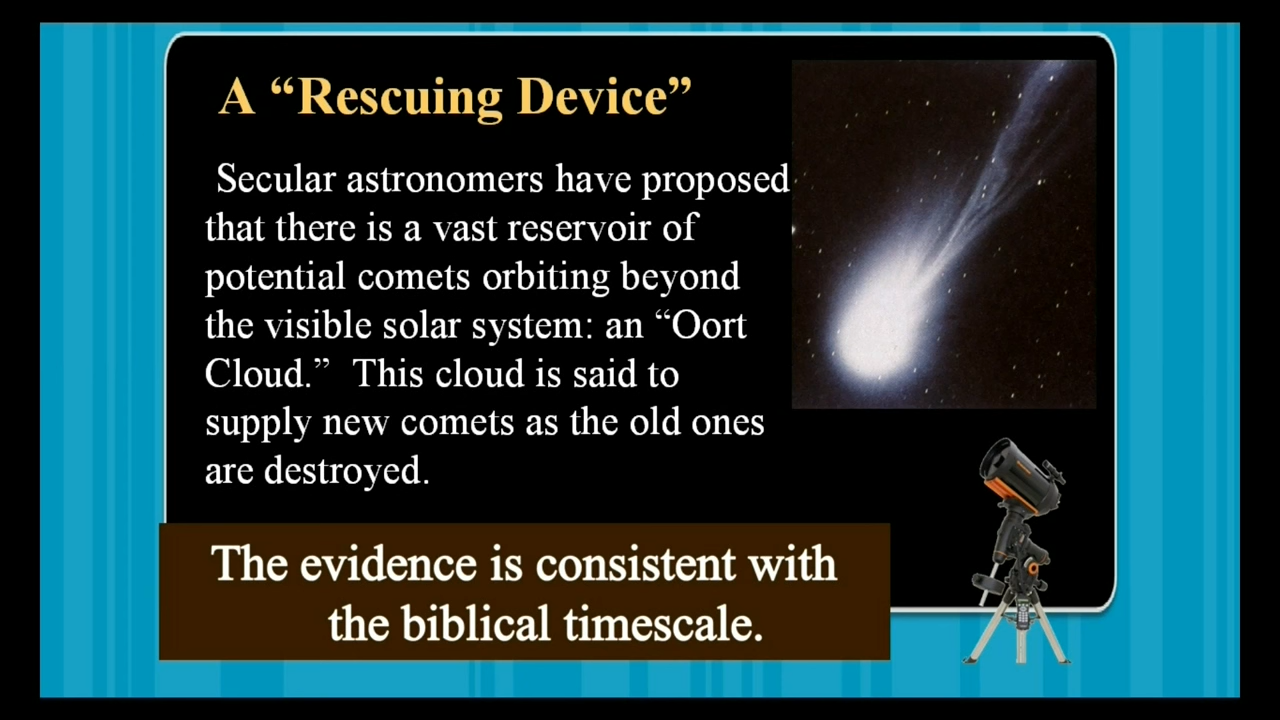 A “Rescuing Device”
Secular astronomers have proposed
that there is a vast reservoir of
potential comets orbiting beyond
the visible solar system: an “Oort
Cloud.” This cloud is said to
supply new comets as the old ones
are destroyed.
The evidence is consistent with
the biblical timescale.